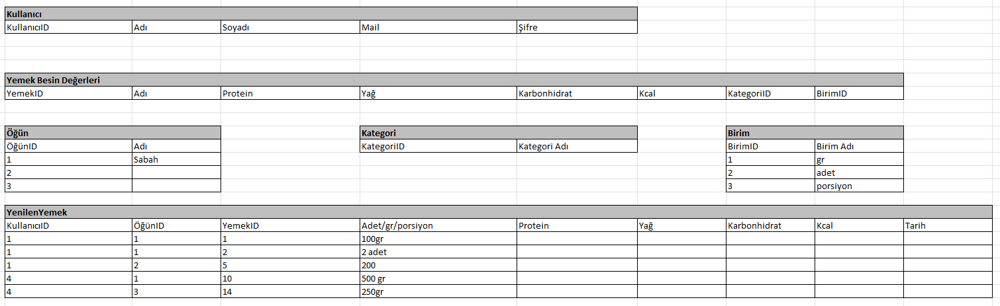 Kullanıcı
KullanıcıID Adı Soyadı Mail Şifre
Yemek Besin Değerleri
YemekID Adı Protein Yağ Karbonhidrat Kcal KategoriID BirimID
Öğün Kategori Birim
ÖğünID Adı KategoriID Kategori Adı BirimID Birim Adı
1 Sabah 1 gr
2 2 adet
3 3 porsiyon
YenilenYemek
KullanıcıID ÖğünID YemekID Adet/gr/porsiyon Protein Yağ Karbonhidrat Kcal Tarih
1 1 1 100gr
1 1 2 2 adet
1 2 5 200
4 1 10 500 gr
4 3 14 250gr